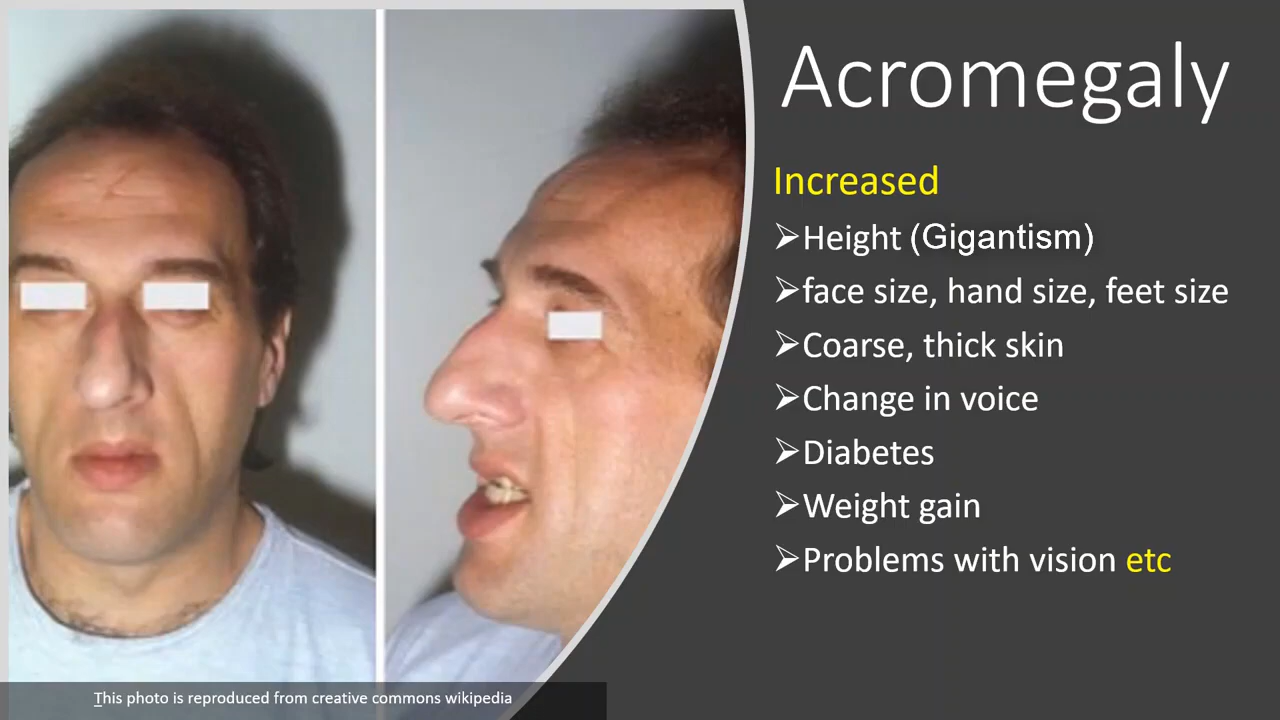 Acromegaly
Increased
➢Height (Gigantism)
➢face size, hand size, feet size
➢Coarse, thick skin
➢Change in voice
➢Diabetes
➢Weight gain
➢Problems with vision etc
This photo is reproduced from creative commons wikipedia